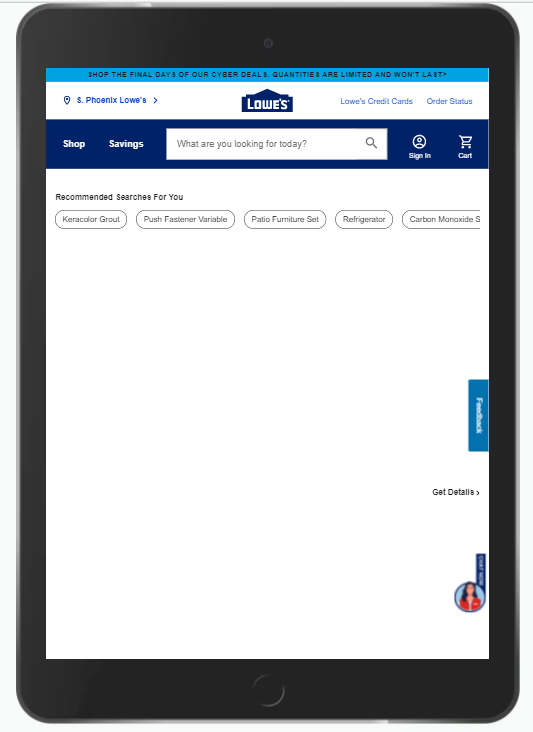 SHOP THE FINAL DAYS OF OUR CYBER DEALS. QUANTITIES ARE LIMITED AND WON'T LAST>
S. Phoenix Lowe's
LOWE'S
Lowe's Credit Cards
Order Status
Shop
Savings
What are you looking for today?
Sign In
Cart
Recommended Searches For You
Keracolor Grout
Push Fastener Variable
Patio Furniture Set
Refrigerator
Carbon Monoxide S
Feedback
Get Details ›
CHAT NOW